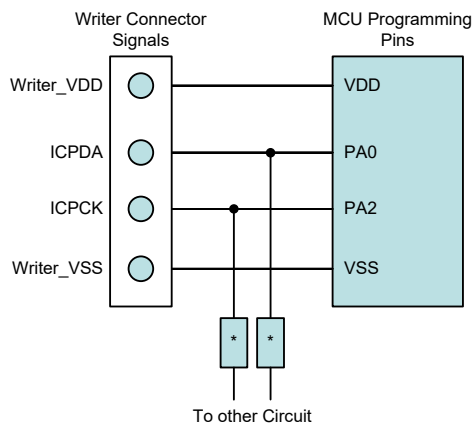 Writer Connector
Signals
MCU Programming
Pins
Writer_VDD
VDD
ICPDA
PA0
ICPCK
PA2
Writer_VSS
VSS
* *
To other Circuit